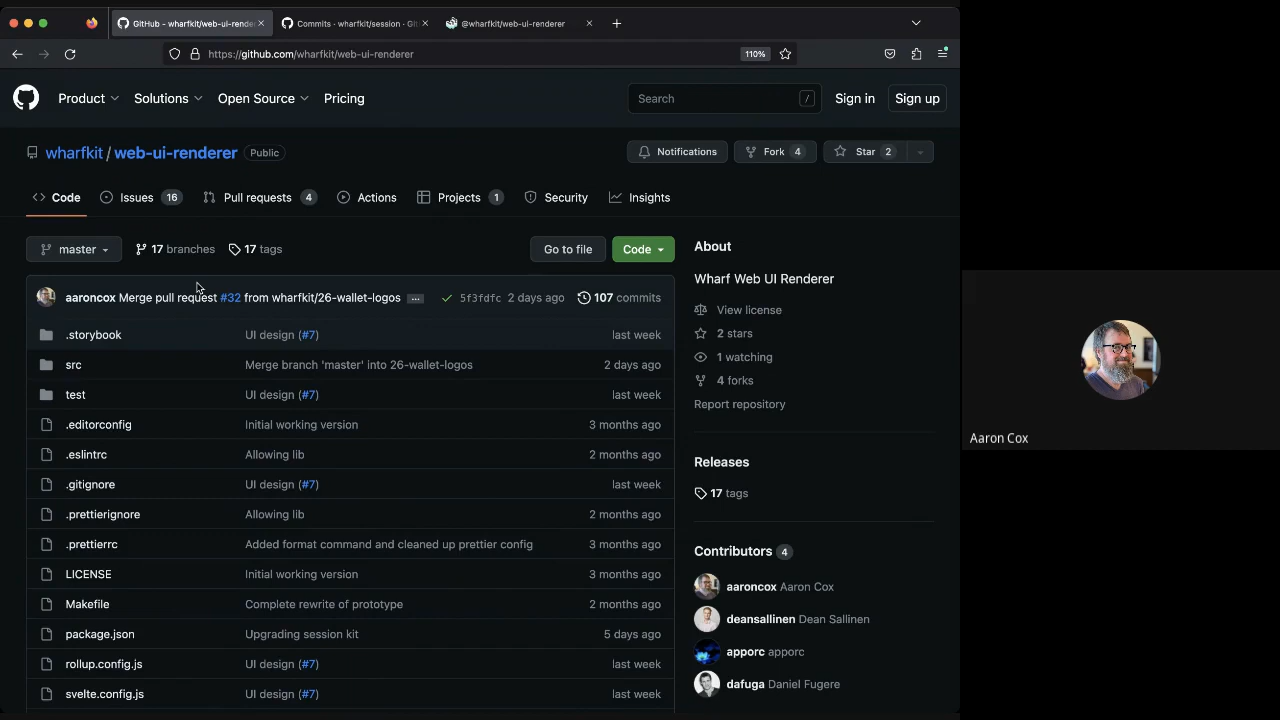 GitHub - wharfkit/web-ui-rende
Commits · wharfkit/session · Git
@wharfkit/web-ui-renderer
https://github.com/wharfkit/web-ui-renderer
110%
Product
Solutions
Open Source
Pricing
Search
/
Sign in
Sign up
wharfkit / web-ui-renderer
Public
Notifications
Fork 4
Star 2
Code
Issues 16
Pull requests 4
Actions
Projects 1
Security
Insights
master
17 branches
17 tags
Go to file
Code
aaroncox Merge pull request #32 from wharfkit/26-wallet-logos ... 5f3fdfc 2 days ago 107 commits
.storybook UI design (#7) last week
src Merge branch 'master' into 26-wallet-logos 2 days ago
test UI design (#7) last week
.editorconfig Initial working version 3 months ago
.eslintrc Allowing lib 2 months ago
.gitignore UI design (#7) last week
.prettierignore Allowing lib 2 months ago
.prettierrc Added format command and cleaned up prettier config 3 months ago
LICENSE Initial working version 3 months ago
Makefile Complete rewrite of prototype 2 months ago
package.json Upgrading session kit 5 days ago
rollup.config.js UI design (#7) last week
svelte.config.js UI design (#7) last week
About
Wharf Web UI Renderer
View license
2 stars
1 watching
4 forks
Report repository
Releases
17 tags
Contributors 4
aaroncox Aaron Cox
deansallinen Dean Sallinen
apporc apporc
dafuga Daniel Fugere
Aaron Cox